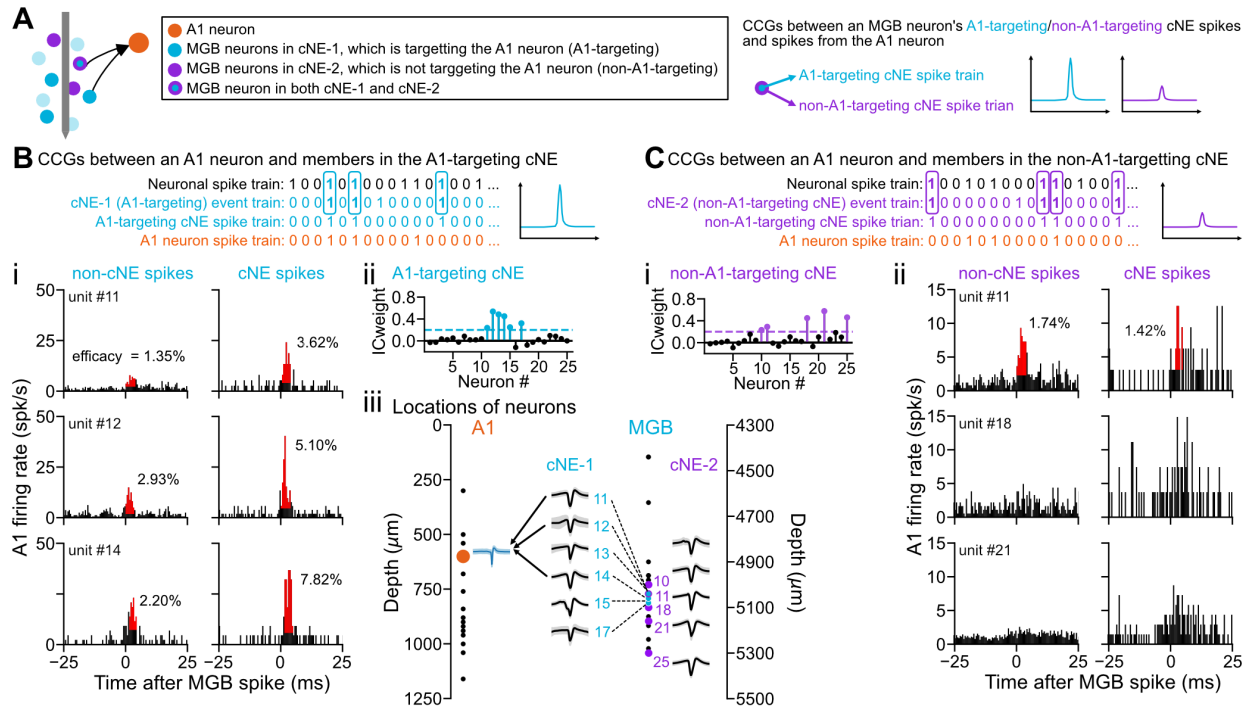 A
A1 neuron
MGB neurons in cNE-1, which is targetting the A1 neuron (A1-targeting)
MGB neurons in cNE-2, which is not targgeting the A1 neuron (non-A1-targeting)
MGB neuron in both cNE-1 and cNE-2
CCGs between an MGB neuron's A1-targeting/non-A1-targeting cNE spikes
and spikes from the A1 neuron
A1-targeting cNE spike train
non-A1-targeting cNE spike trian
B CCGs between an A1 neuron and members in the A1-targeting cNE
Neuronal spike train: 1 0 0 1 0 1 0 0 0 1 1 0 1 0 0 1 ...
cNE-1 (A1-targeting) event train: 0 0 0 1 0 1 0 1 0 0 0 0 1 0 0 0 ...
A1-targeting cNE spike train: 0 0 0 1 0 1 0 0 0 0 0 0 1 0 0 0 ...
A1 neuron spike train: 0 0 0 1 0 1 0 0 0 0 1 0 0 0 0 0 ...
i
non-cNE spikes
cNE spikes
50
unit #11
efficacy = 1.35%
3.62%
25
0
50
unit #12
2.93%
5.10%
25
0
50
unit #14
2.20%
7.82%
25
0
A1 firing rate (spk/s)
−25 0 25
−25 0 25
Time after MGB spike (ms)
ii A1-targeting cNE
ICweight
0.8
0.4
0.0
5 15 25
Neuron #
iii Locations of neurons
A1
MGB
cNE-1
cNE-2
Depth (μm)
0
250
500
750
1000
1250
11
12
13
14
15
17
10
11
18
21
25
4300
4500
4700
4900
5100
5300
5500
Depth (μm)
C CCGs between an A1 neuron and members in the non-A1-targetting cNE
Neuronal spike train: 1 0 0 1 0 1 0 0 0 1 1 0 1 0 0 1 ...
cNE-2 (non-A1-targeting cNE) event train: 1 0 0 0 0 0 0 0 0 1 1 0 0 0 0 1 ...
non-A1-targeting cNE spike train: 1 0 0 0 0 0 0 0 0 1 1 0 0 0 0 1 ...
A1 neuron spike train: 0 0 0 1 0 1 0 0 0 0 1 0 0 0 0 0 ...
i
non-A1-targeting cNE
ICweight
0.8
0.4
0.0
5 15 25
Neuron #
ii
non-cNE spikes
cNE spikes
15
unit #11
1.74%
1.42%
10
5
0
15
unit #18
10
5
0
15
unit #21
10
5
0
A1 firing rate (spk/s)
−25 0 25
−25 0 25
Time after MGB spike (ms)